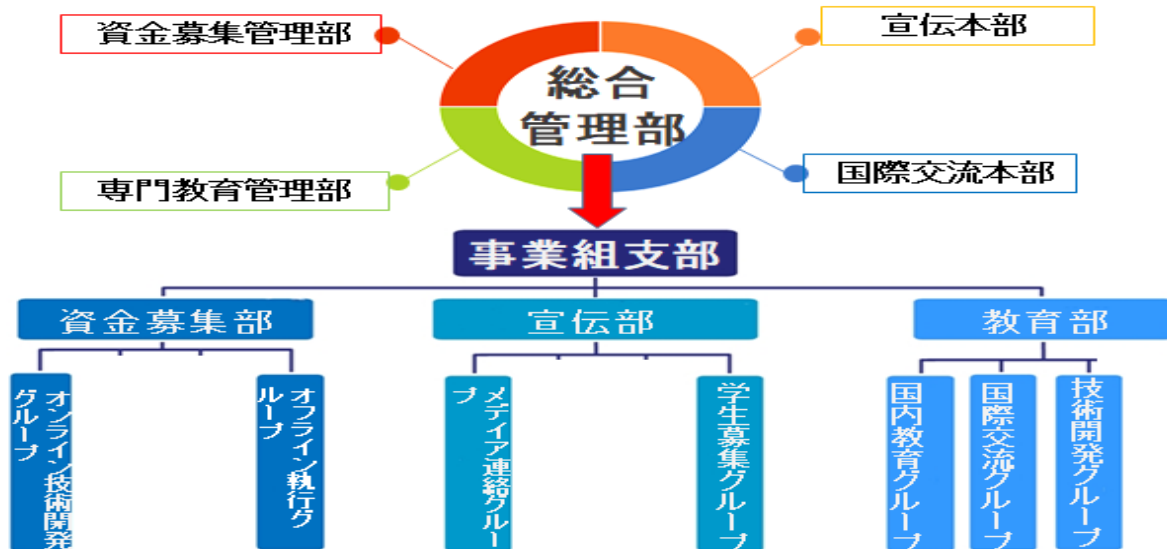 資金募集管理部
宣伝本部
総合
管理部
専門教育管理部
国際交流本部
事業組支部
資金募集部
宣伝部
教育部
オンライン技術開発
グループ
オフライン執行グ
ループ
メデイア連絡グルー
プ
学生募集グループ
国内教育グループ
国際交流グループ
技術開発グループ